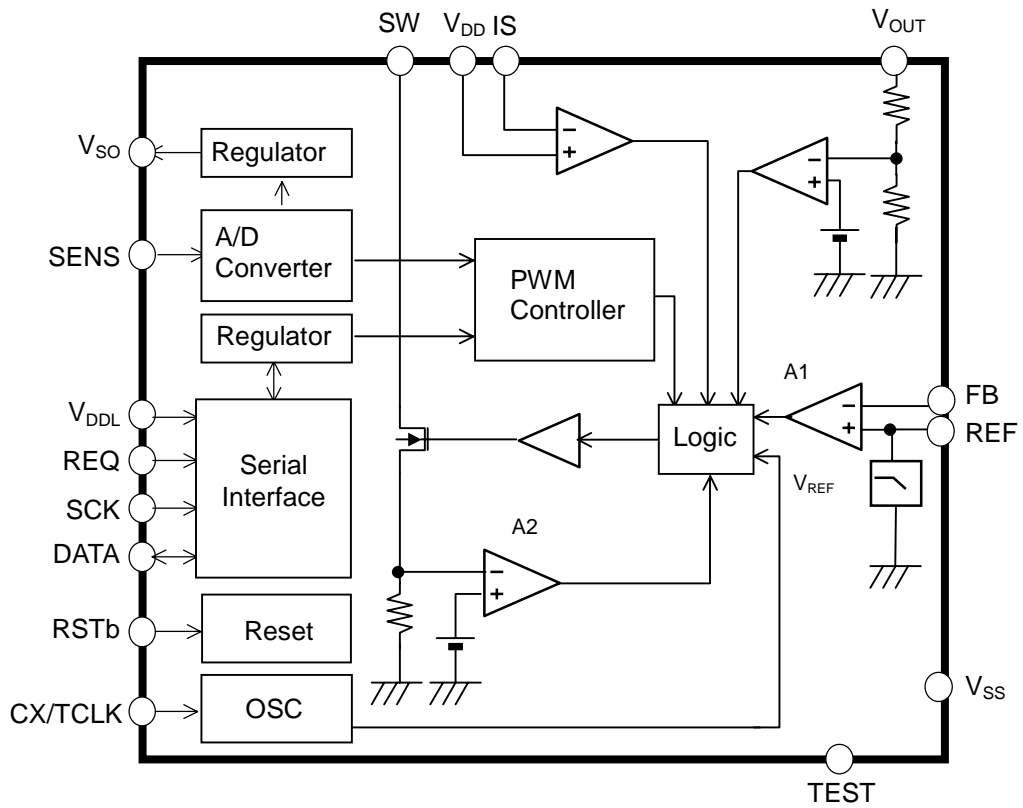 SW
VDD
IS
VOUT
VSO
Regulator
SENS
A/D
Converter
PWM
Controller
Regulator
A1
VDDL
FB
REQ
REF
Serial
Interface
Logic
VREF
SCK
A2
DATA
RSTb
Reset
VSS
CX/TCLK
OSC
TEST